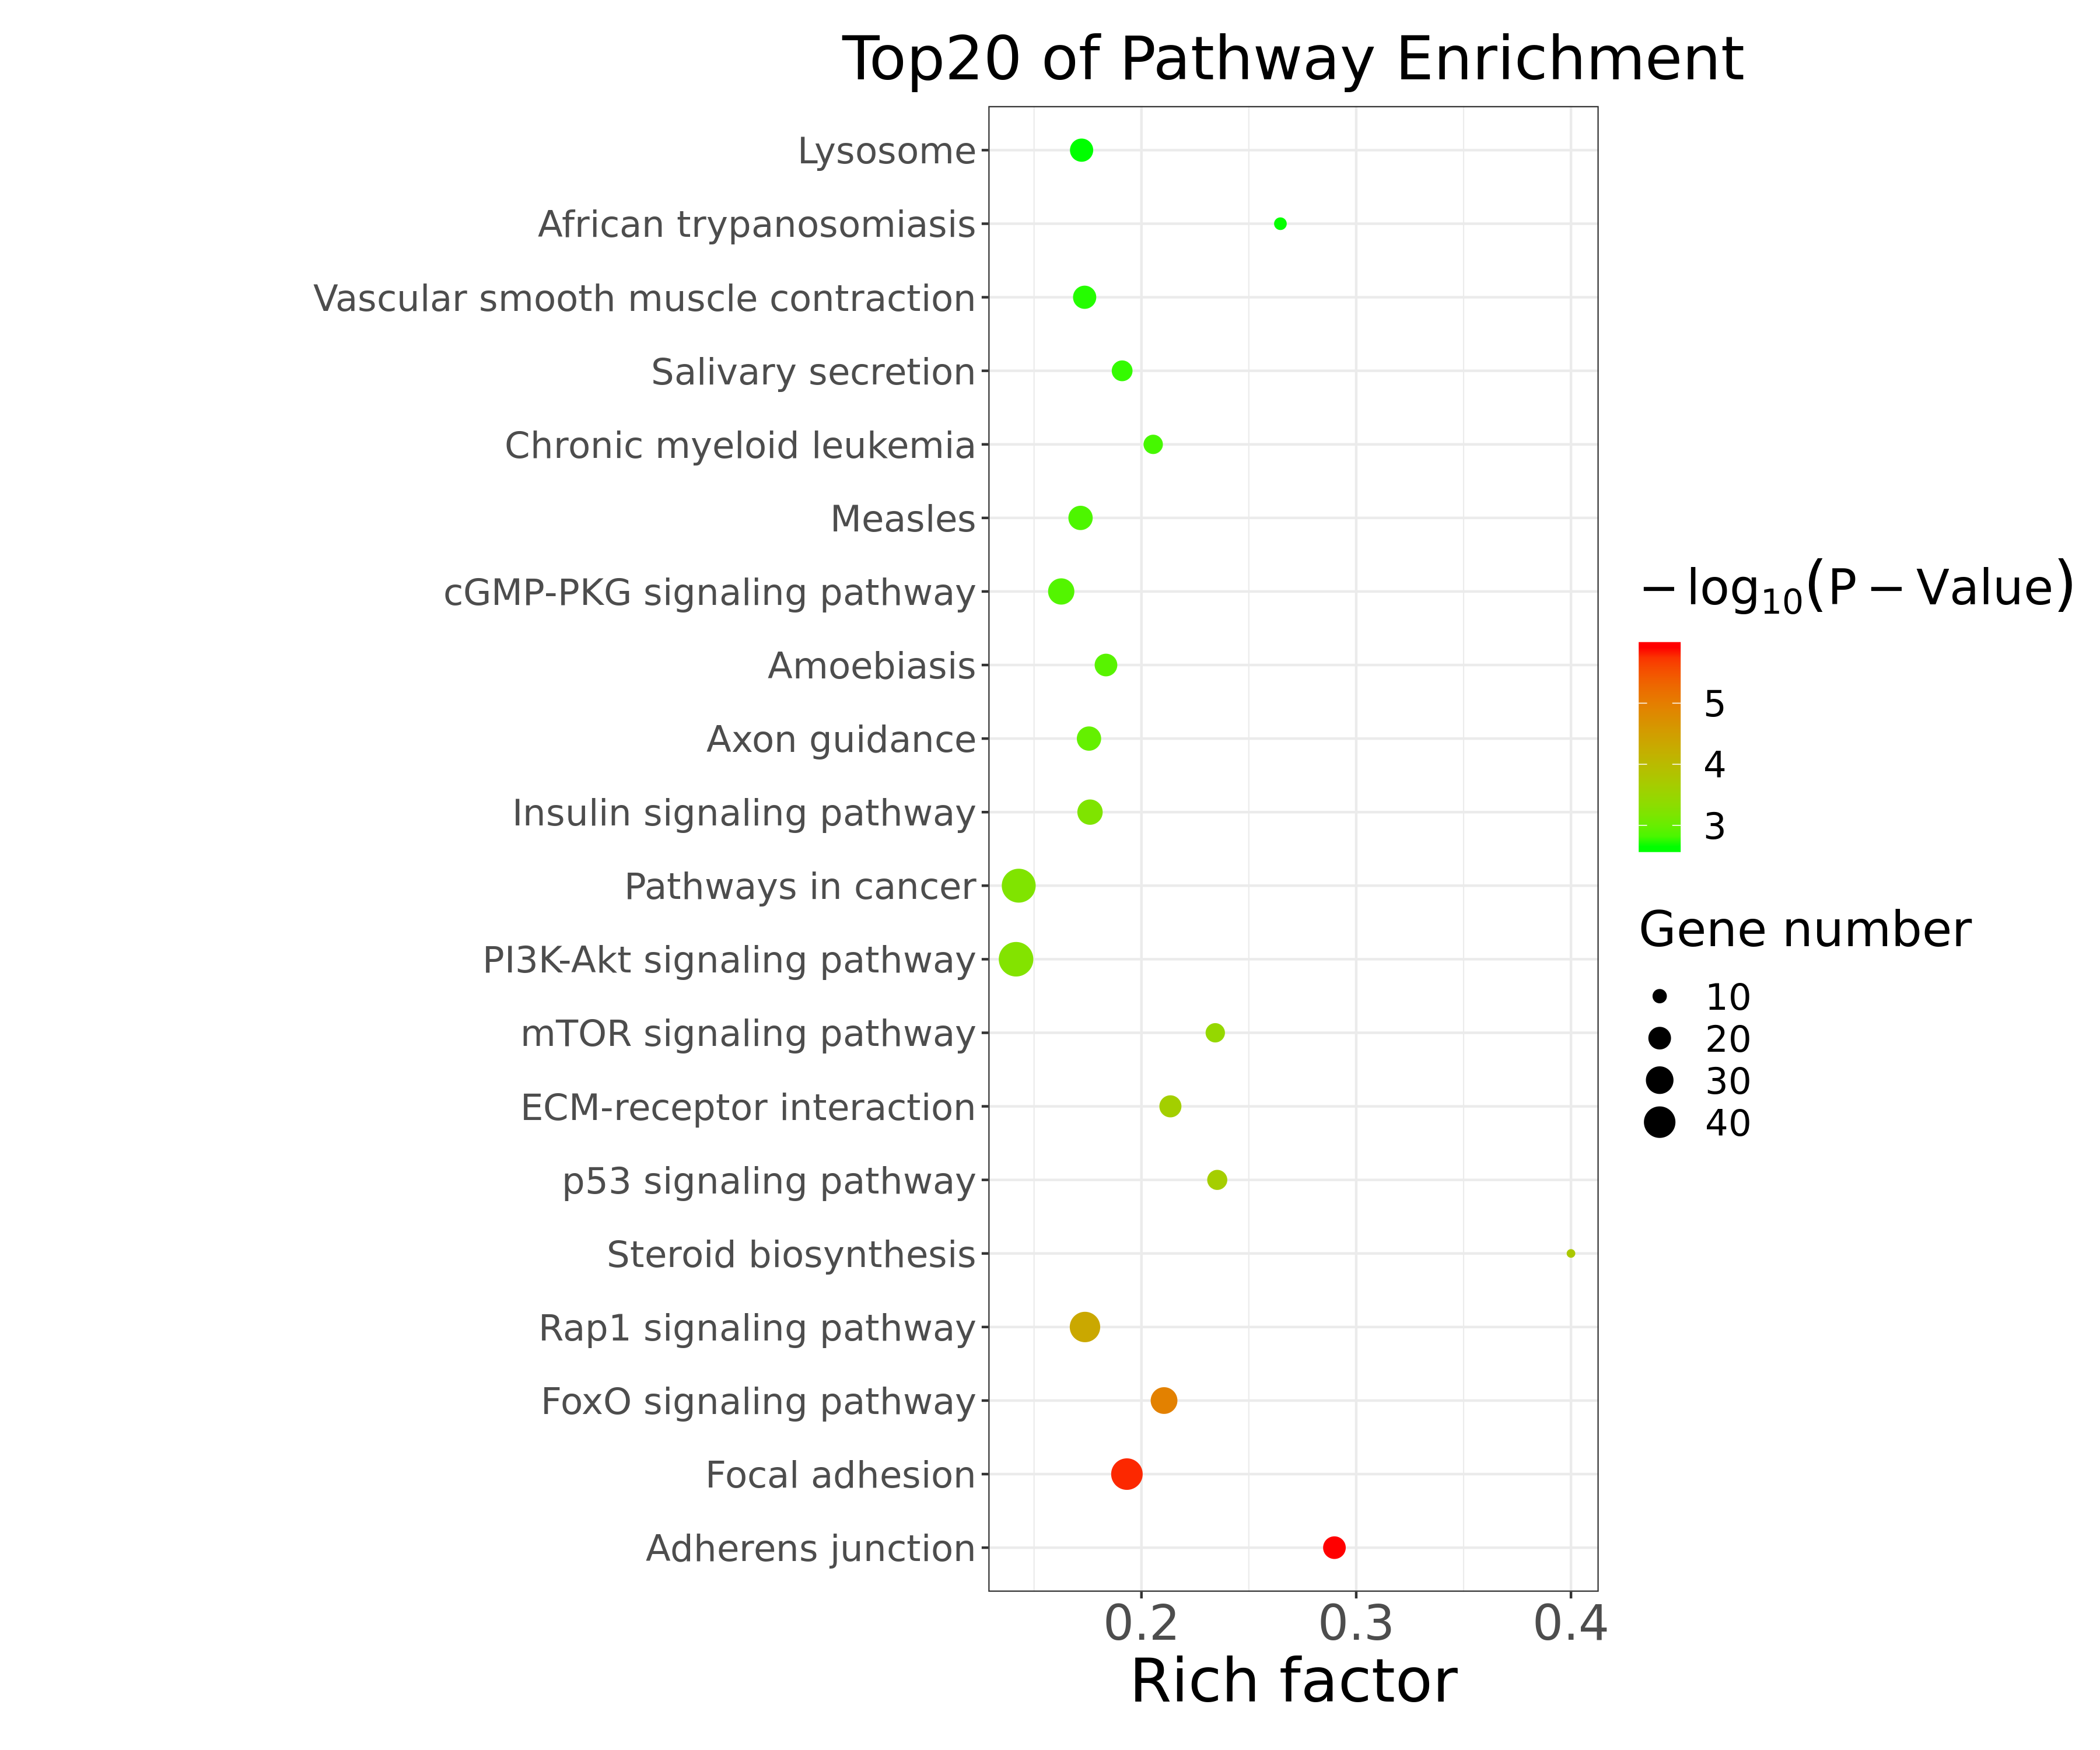 Top20 of Pathway Enrichment
Lysosome
African trypanosomiasis
Vascular smooth muscle contraction
Salivary secretion
Chronic myeloid leukemia
Measles
cGMP-PKG signaling pathway
Amoebiasis
Axon guidance
Insulin signaling pathway
Pathways in cancer
PI3K-Akt signaling pathway
mTOR signaling pathway
ECM-receptor interaction
p53 signaling pathway
Steroid biosynthesis
Rap1 signaling pathway
FoxO signaling pathway
Focal adhesion
Adherens junction
0.2 0.3 0.4
Rich factor
−log10(P−Value)
5
4
3
Gene number
10
20
30
40